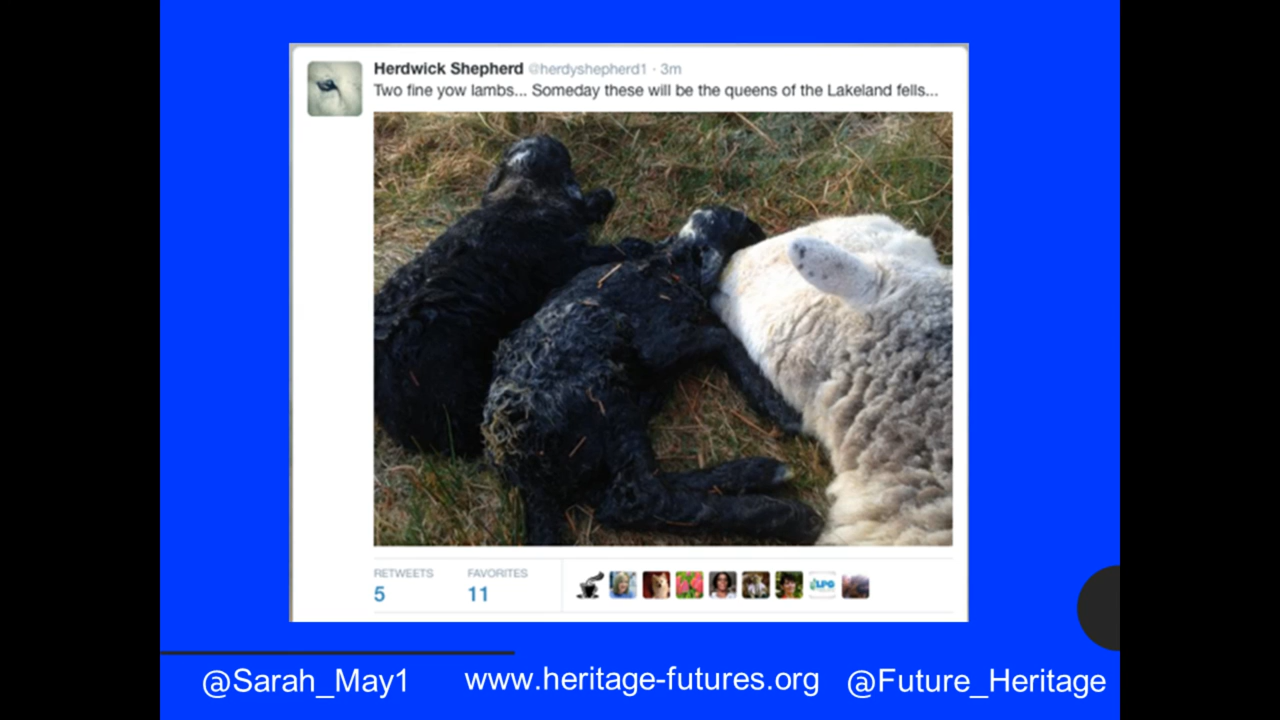 Herdwick Shepherd @herdyshepherd1 · 3m
Two fine yow lambs... Someday these will be the queens of the Lakeland fells...
RETWEETS FAVORITES
5 11
LPG
@Sarah_May1 www.heritage-futures.org @Future_Heritage